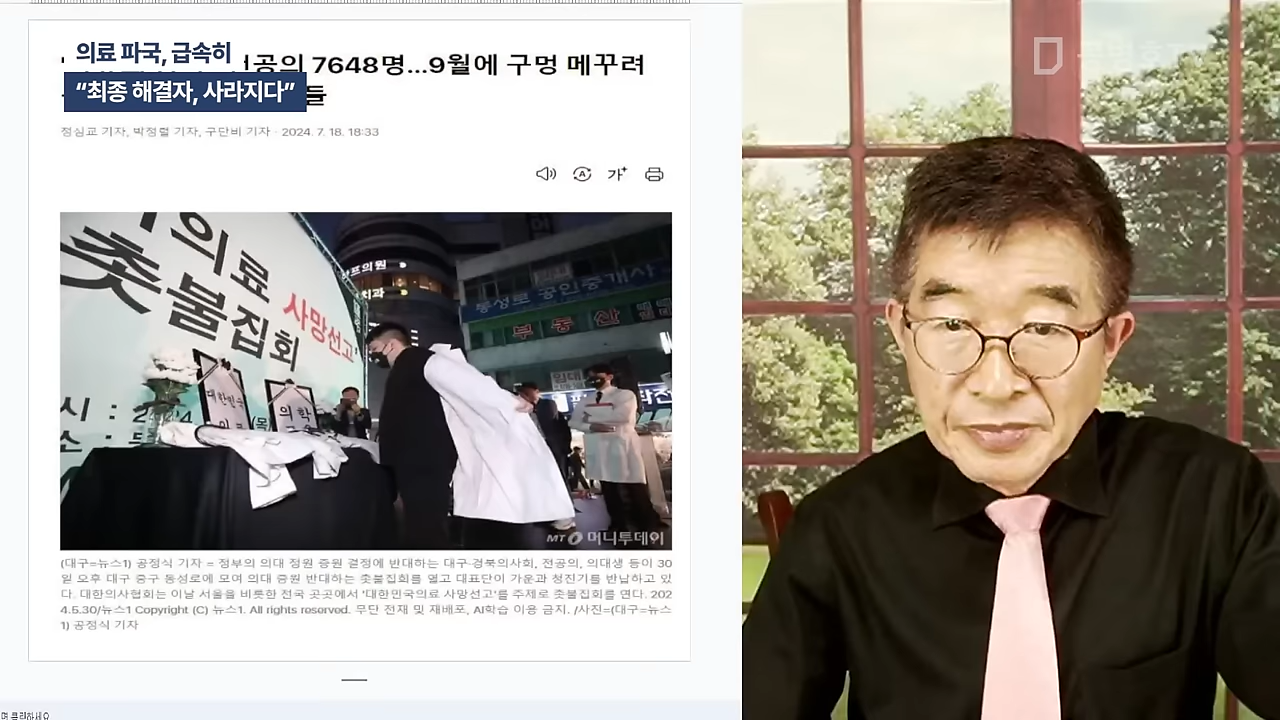 의료 파국, 급속히
“최종 해결자, 사라지다”
7648명...9월에 구멍 메꾸려
들
정심교 기자, 박정렬 기자, 구단비 기자 · 2024. 7. 18. 18:33
가+
의료
촛불집회
사망선고
대한민국
의학
치과
동성로 공인중개사
부동산
임대
MT 머니투데이
(대구=뉴스1) 공정식 기자 = 정부의 의대 정원 증원 결정에 반대하는 대구·경북의사회, 전공의, 의대생 등이 30
일 오후 대구 중구 동성로에 모여 의대 증원 반대하는 촛불집회를 열고 대표단이 가운과 청진기를 반납하고 있
다. 대한의사협회는 이날 서울을 비롯한 전국 곳곳에서 '대한민국의료 사망선고'를 주제로 촛불집회를 연다. 202
4.5.30/뉴스1 Copyright (C) 뉴스1. All rights reserved. 무단 전재 및 재배포, AI학습 이용 금지. /사진=(대구=뉴스
1) 공정식 기자